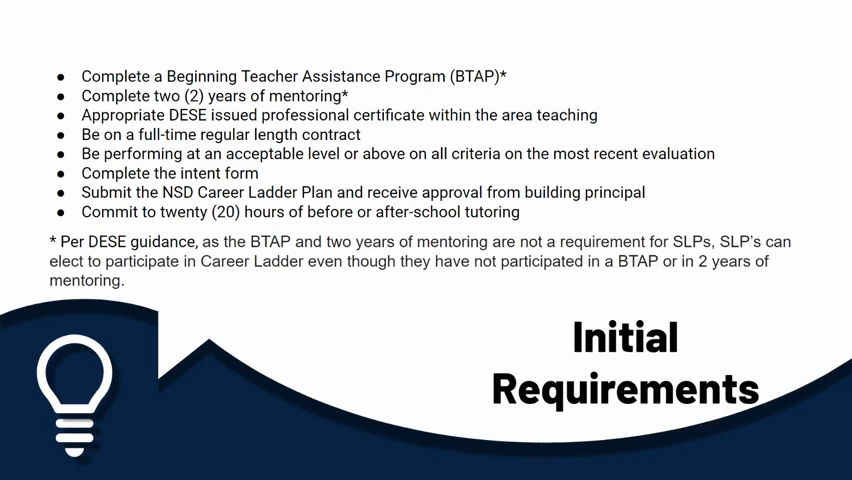 ● Complete a Beginning Teacher Assistance Program (BTAP)*
● Complete two (2) years of mentoring*
● Appropriate DESE issued professional certificate within the area teaching
● Be on a full-time regular length contract
● Be performing at an acceptable level or above on all criteria on the most recent evaluation
● Complete the intent form
● Submit the NSD Career Ladder Plan and receive approval from building principal
● Commit to twenty (20) hours of before or after-school tutoring
* Per DESE guidance, as the BTAP and two years of mentoring are not a requirement for SLPs, SLP's can
elect to participate in Career Ladder even though they have not participated in a BTAP or in 2 years of
mentoring.
Initial
Requirements